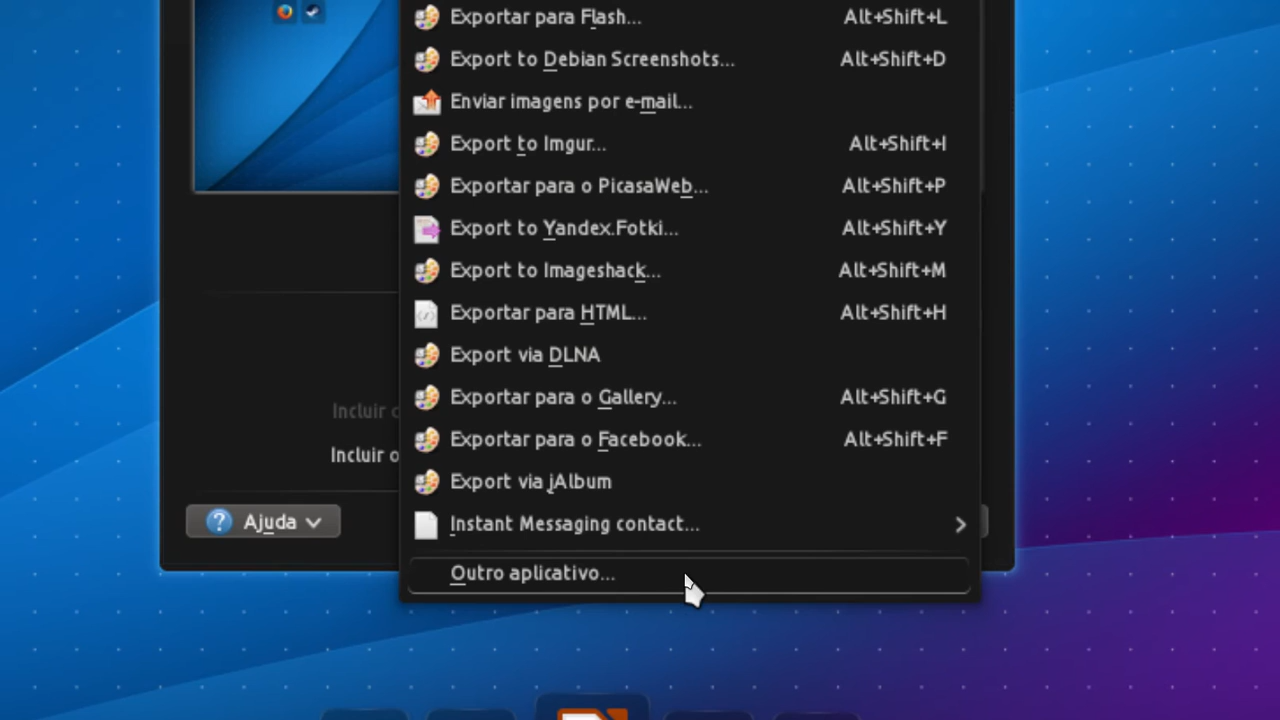 Exportar para Flash... Alt+Shift+L
Export to Debian Screenshots... Alt+Shift+D
Enviar imagens por e-mail...
Export to Imgur... Alt+Shift+I
Exportar para o PicasaWeb... Alt+Shift+P
Export to Yandex.Fotki... Alt+Shift+Y
Export to Imageshack... Alt+Shift+M
Exportar para HTML... Alt+Shift+H
Export via DLNA
Exportar para o Gallery... Alt+Shift+G
Incluir
Exportar para o Facebook... Alt+Shift+F
Incluir o
Export via jAlbum
Ajuda
Instant Messaging contact...
Outro aplicativo...